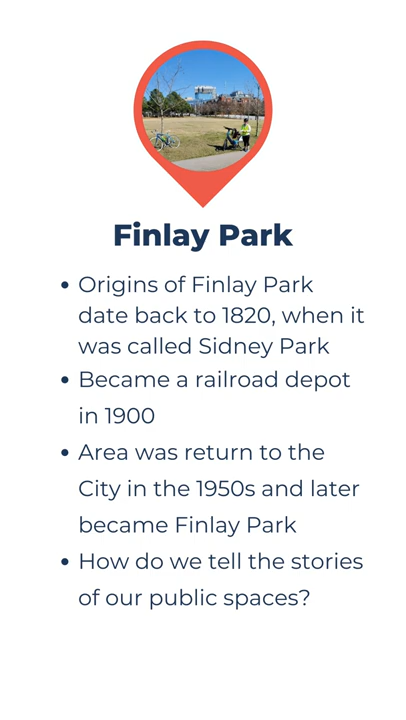 Finlay Park
• Origins of Finlay Park
date back to 1820, when it
was called Sidney Park
• Became a railroad depot
in 1900
• Area was return to the
City in the 1950s and later
became Finlay Park
• How do we tell the stories
of our public spaces?